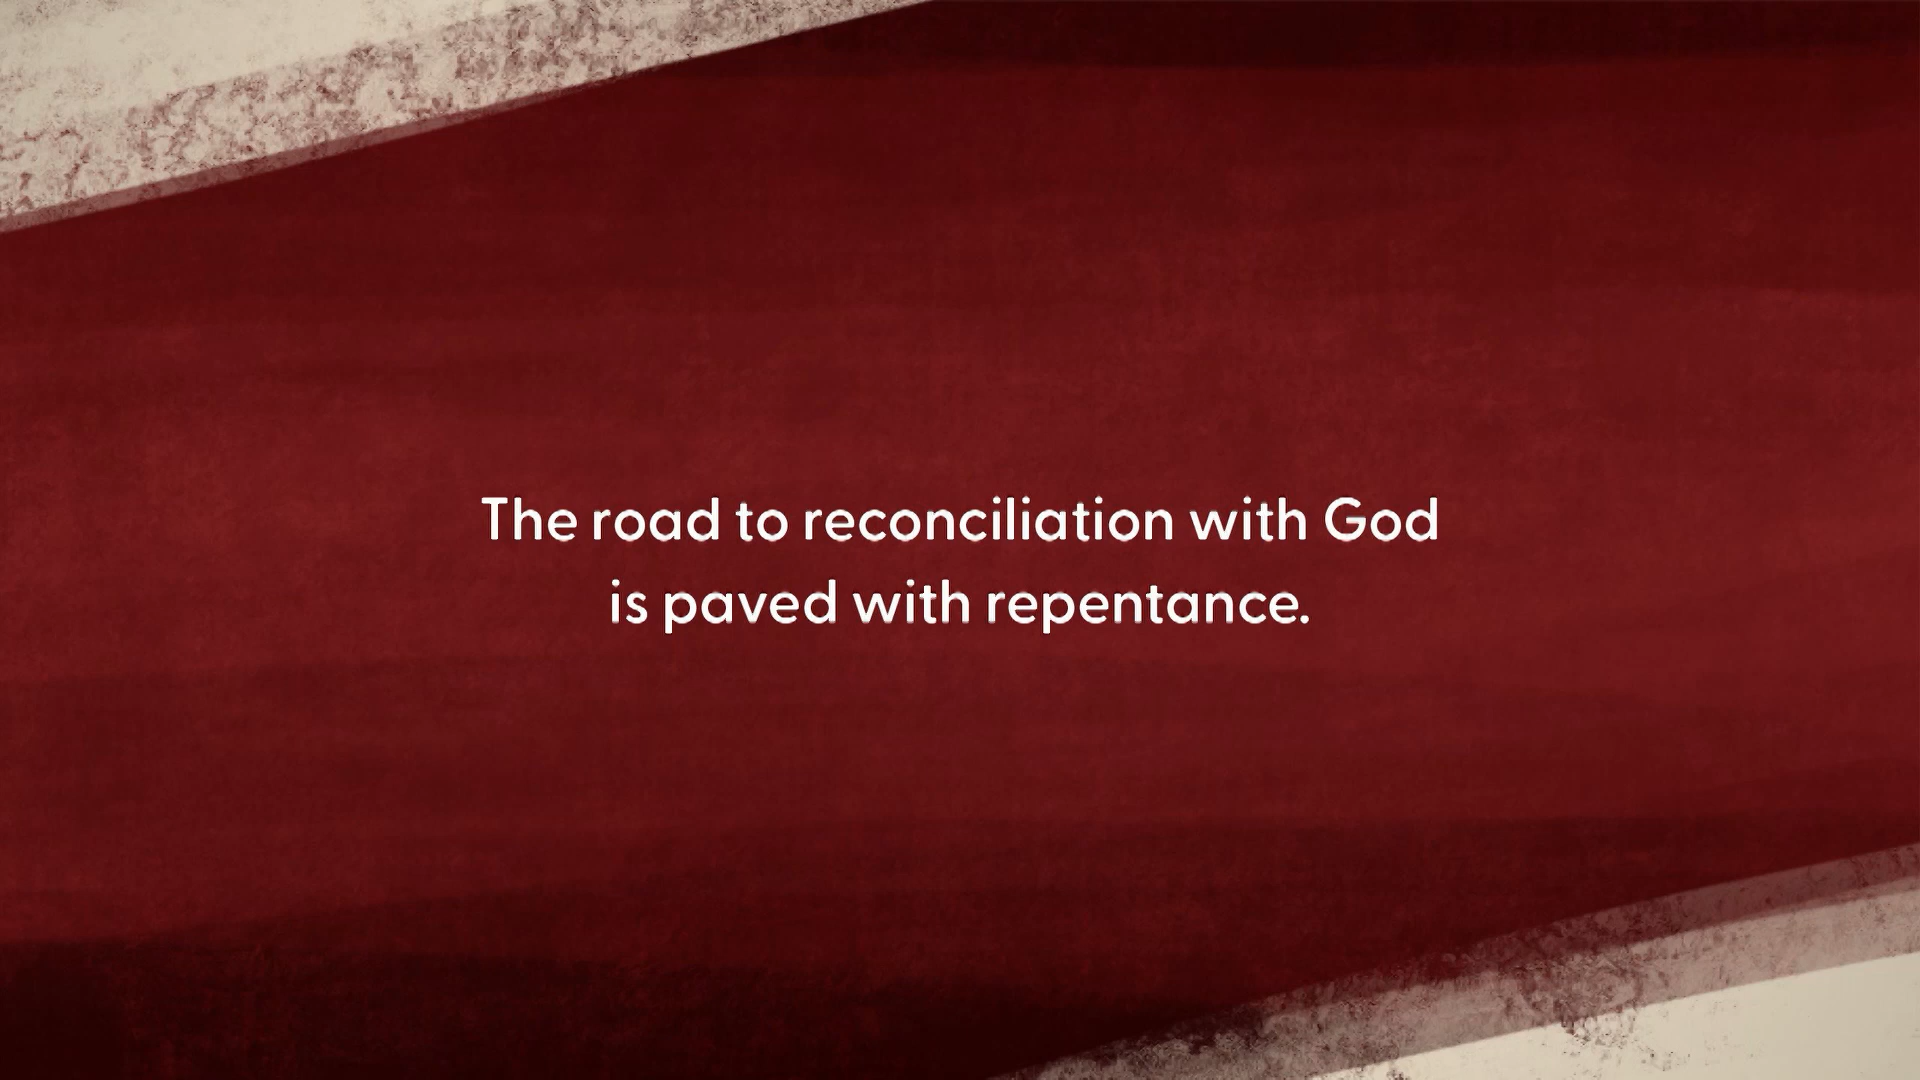 The road to reconciliation with God
is paved with repentance.